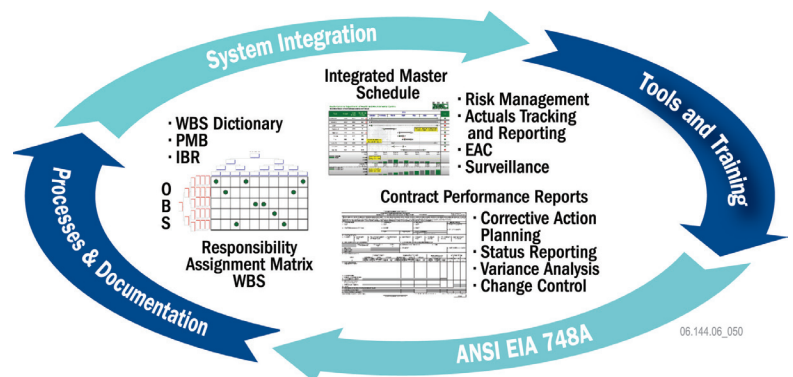 System Integration
Tools and Training
ANSI EIA 748A
Processes & Documentation
· WBS Dictionary
· PMB
· IBR
O
B
S
Responsibility
Assignment Matrix
WBS
Integrated Master
Schedule
· Risk Management
· Actuals Tracking
and Reporting
· EAC
· Surveillance
Contract Performance Reports
· Corrective Action
Planning
· Status Reporting
· Variance Analysis
· Change Control
06.144.06_050